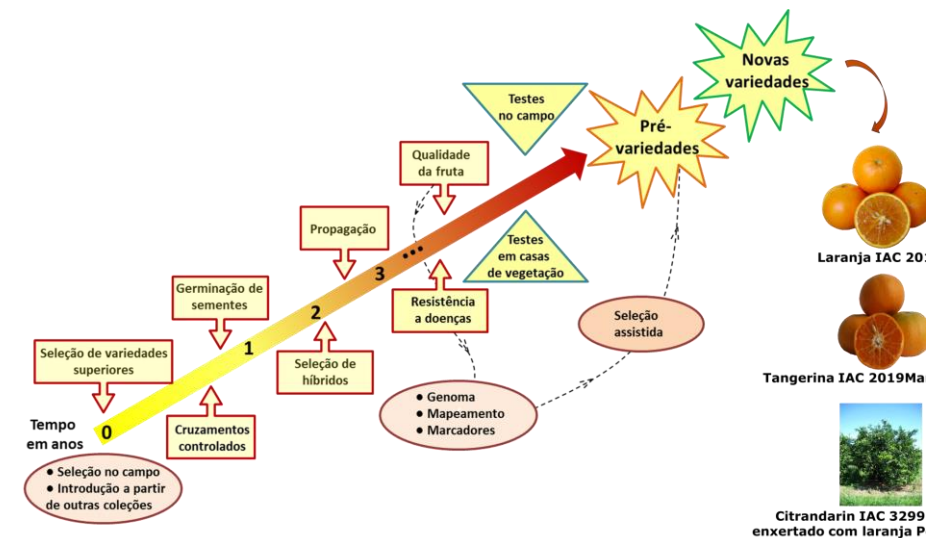 Novas
variedades
Testes
no campo
Pré-
variedades
Qualidade
da fruta
Propagação
Testes
em casas
de vegetação
3
Laranja IAC 201
Germinação de
sementes
Resistência
a doenças
2
Seleção
assistida
1
Seleção de variedades
superiores
Seleção de
híbridos
Tangerina IAC 2019Mar
● Genoma
● Mapeamento
● Marcadores
Tempo
em anos
0
Cruzamentos
controlados
● Seleção no campo
● Introdução a partir
de outras coleções
Citrandarin IAC 3299
enxertado com laranja P